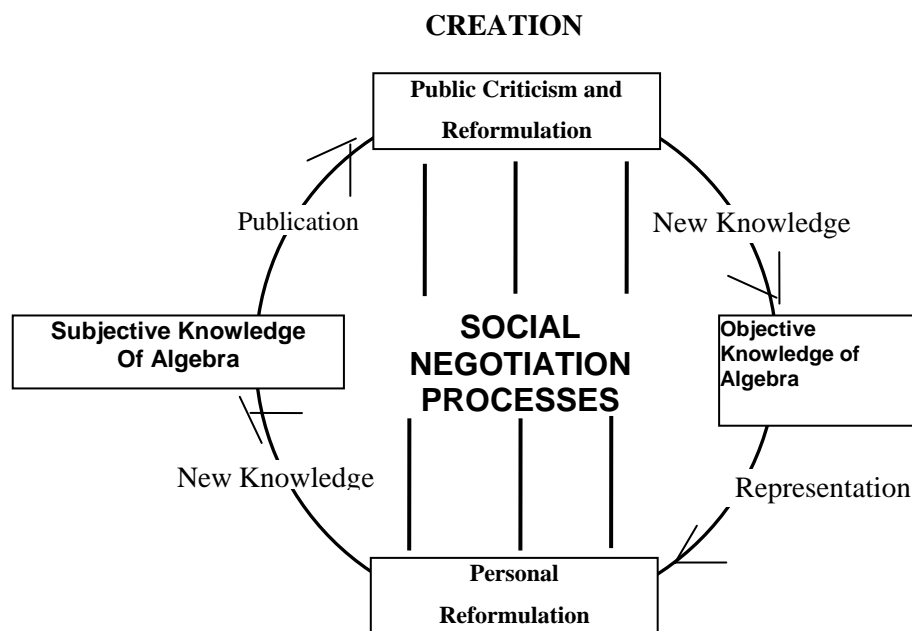 CREATION
Public Criticism and
Reformulation
Publication
New Knowledge
Subjective Knowledge
Of Algebra
SOCIAL
NEGOTIATION
PROCESSES
Objective
Knowledge of
Algebra
New Knowledge
Representation
Personal
Reformulation